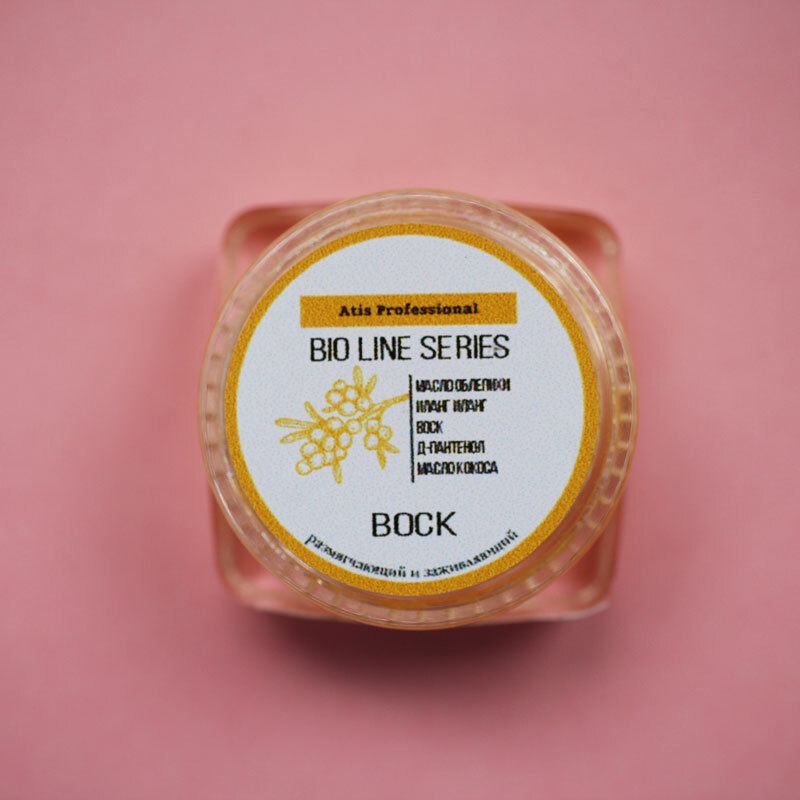 Atis Professional
BIO LINE SERIES
МАСЛО ОБЛЕПИХИ
ИЛАНГ ИЛАНГ
ВОСК
Д-ПАНТЕНОЛ
МАСЛО КОКОСА
ВОСК
размягчающий и заживляющий